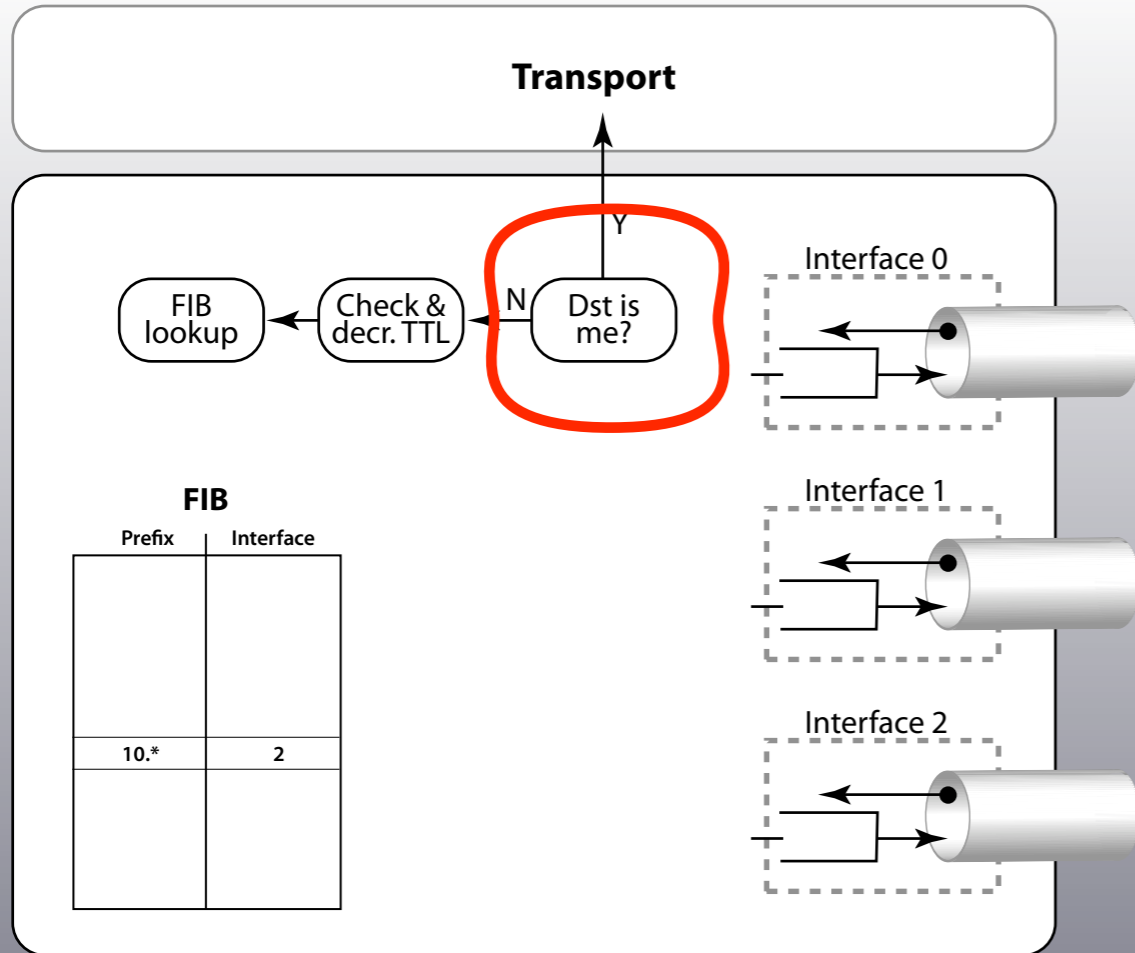 Transport
Y
Interface 0
FIB
lookup
Check &
decr. TTL
N
Dst is
me?
Interface 1
FIB
Prefix
Interface
10.*
2
Interface 2